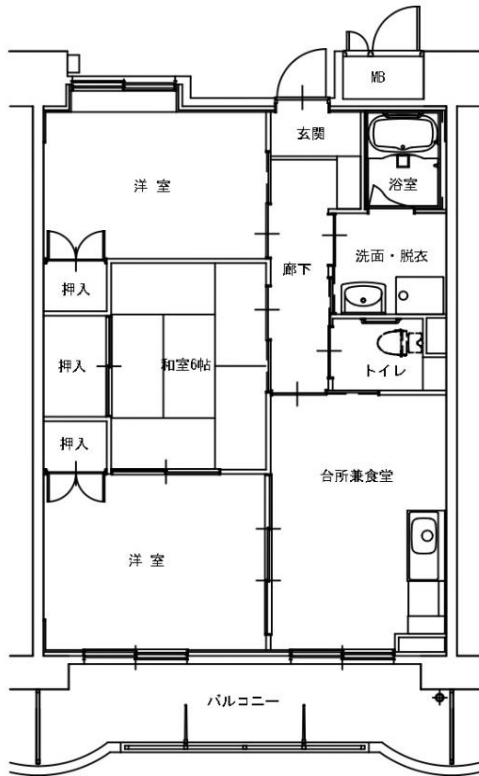 MB
玄関
浴室
洋 室
洗面・脱衣
廊下
押入
和室6帖
押入
トイレ
押入
台所兼食堂
洋 室
バルコニー